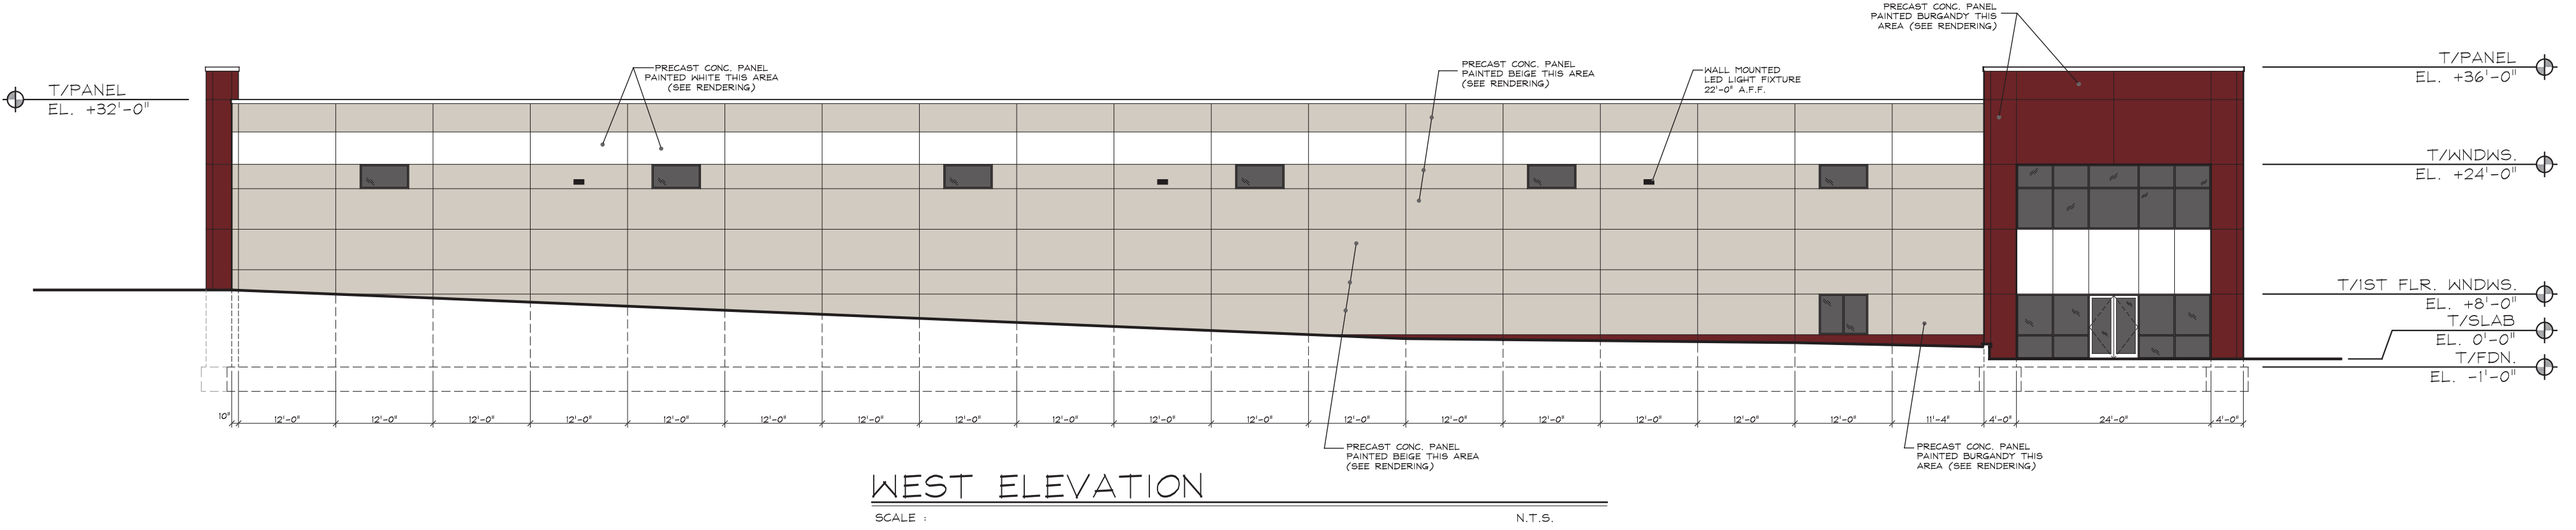 PRECAST CONC. PANEL
PAINTED BURGANDY THIS
AREA (SEE RENDERING)
T/PANEL
EL. +32'-0"
PRECAST CONC. PANEL
PAINTED WHITE THIS AREA
(SEE RENDERING)
PRECAST CONC. PANEL
PAINTED BEIGE THIS AREA
(SEE RENDERING)
WALL MOUNTED
LED LIGHT FIXTURE
22'-0" A.F.F.
T/PANEL
EL. +36'-0"
T/WNDWS.
EL. +24'-0"
T/1ST FLR. WNDWS.
EL. +8'-0"
T/SLAB
EL. 0'-0"
T/FDN.
EL. -1'-0"
10" 12'-0" 12'-0" 12'-0" 12'-0" 12'-0" 12'-0" 12'-0" 12'-0" 12'-0" 12'-0" 12'-0" 12'-0" 12'-0" 12'-0" 12'-0" 12'-0" 12'-0" 11'-4" 4'-0" 24'-0" 4'-0"
PRECAST CONC. PANEL
PAINTED BEIGE THIS AREA
(SEE RENDERING)
PRECAST CONC. PANEL
PAINTED BURGANDY THIS
AREA (SEE RENDERING)
WEST ELEVATION
SCALE : N.T.S.